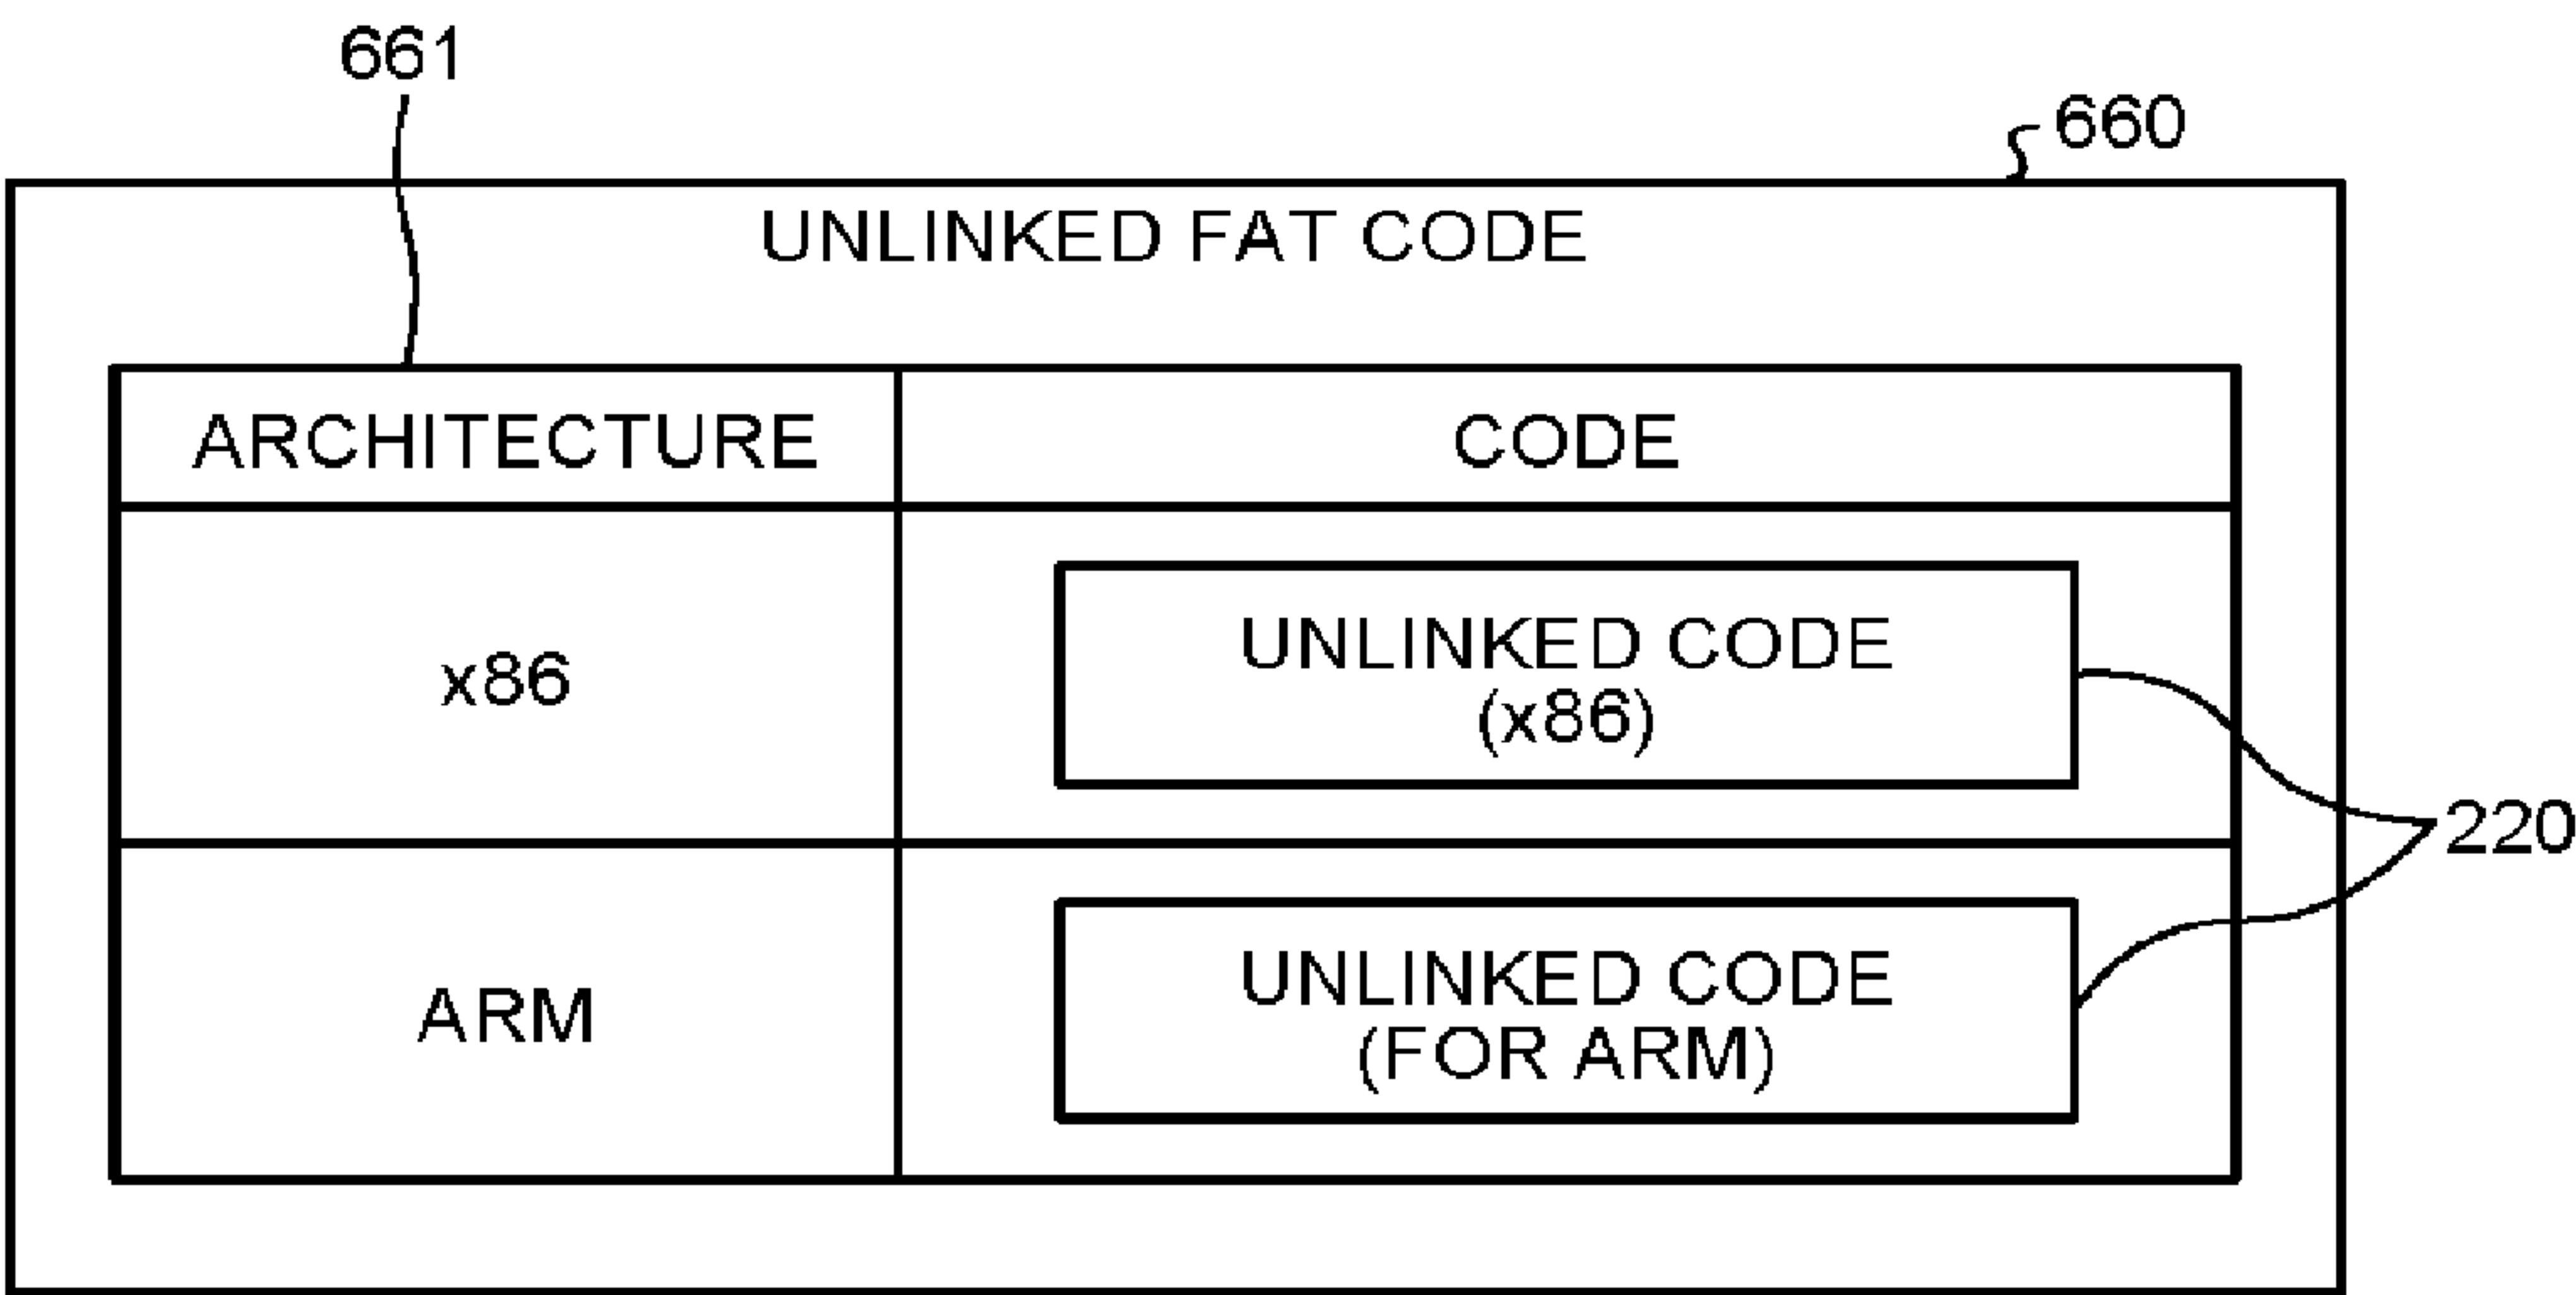 661
660
UNLINKED FAT CODE
ARCHITECTURE
CODE
x86
UNLINKED CODE
(x86)
220
ARM
UNLINKED CODE
(FOR ARM)